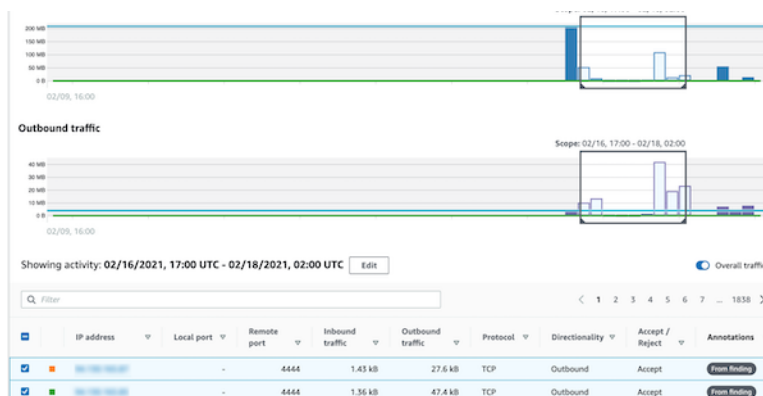 200 MB
150 MB
100 MB
50 MB
0 B
02/09, 16:00
Outbound traffic
Scope: 02/16, 17:00 - 02/18, 02:00
40 MB
30 MB
20 MB
10 MB
0 B
02/09, 16:00
Showing activity: 02/16/2021, 17:00 UTC - 02/18/2021, 02:00 UTC Edit Overall traffic
Filter 1 2 3 4 5 6 7 ... 1838
IP address Local port Remote port Inbound traffic Outbound traffic Protocol Directionality Accept / Reject Annotations
- 4444 1.43 kB 27.6 kB TCP Outbound Accept From finding
- 4444 1.36 kB 47.4 kB TCP Outbound Accept From finding